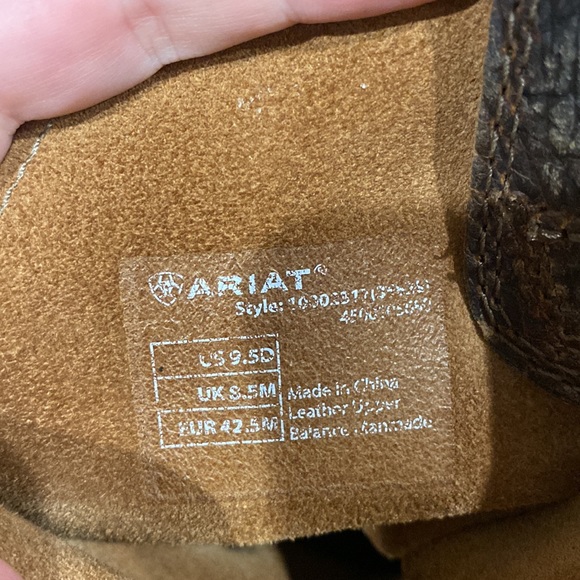 ARIAT®
Style:
US 9.5D
UK 8.5M
EUR 42.5M
Made in China
Leather Upper
Balance Manmade